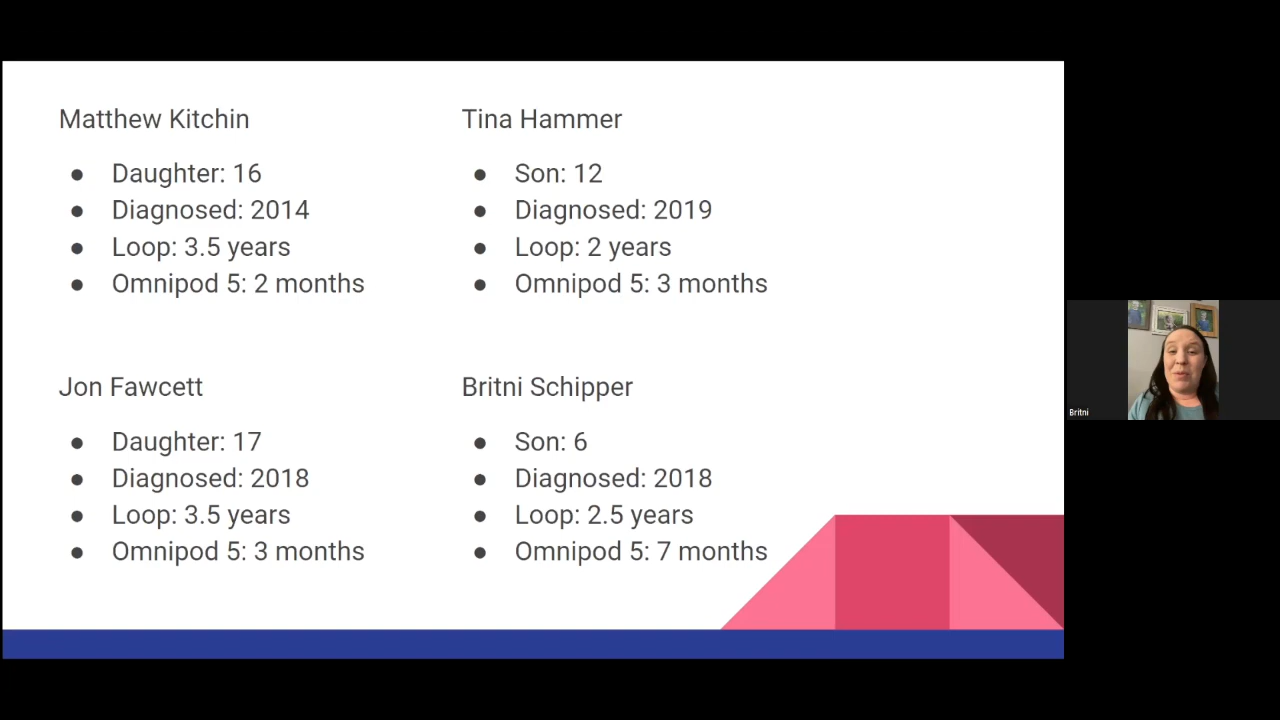 Matthew Kitchin
● Daughter: 16
● Diagnosed: 2014
● Loop: 3.5 years
● Omnipod 5: 2 months
Tina Hammer
● Son: 12
● Diagnosed: 2019
● Loop: 2 years
● Omnipod 5: 3 months
Jon Fawcett
● Daughter: 17
● Diagnosed: 2018
● Loop: 3.5 years
● Omnipod 5: 3 months
Britni Schipper
● Son: 6
● Diagnosed: 2018
● Loop: 2.5 years
● Omnipod 5: 7 months
Britni